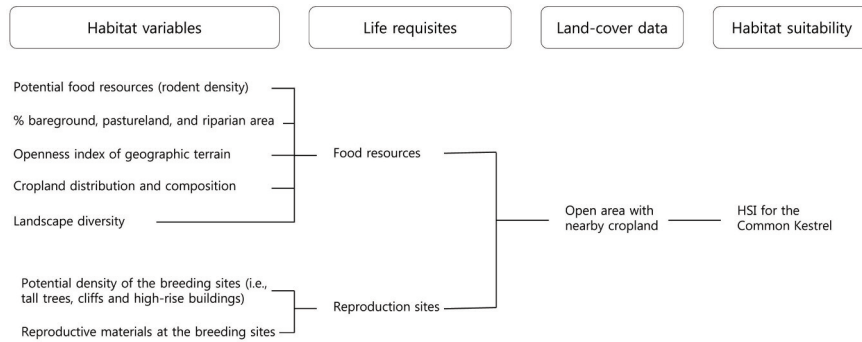 Habitat variables
Life requisites
Land-cover data
Habitat suitability
Potential food resources (rodent density)
% bareground, pastureland, and riparian area
Openness index of geographic terrain
Cropland distribution and composition
Landscape diversity
Food resources
Open area with
nearby cropland
HSI for the
Common Kestrel
Potential density of the breeding sites (i.e.,
tall trees, cliffs and high-rise buildings)
Reproductive materials at the breeding sites
Reproduction sites